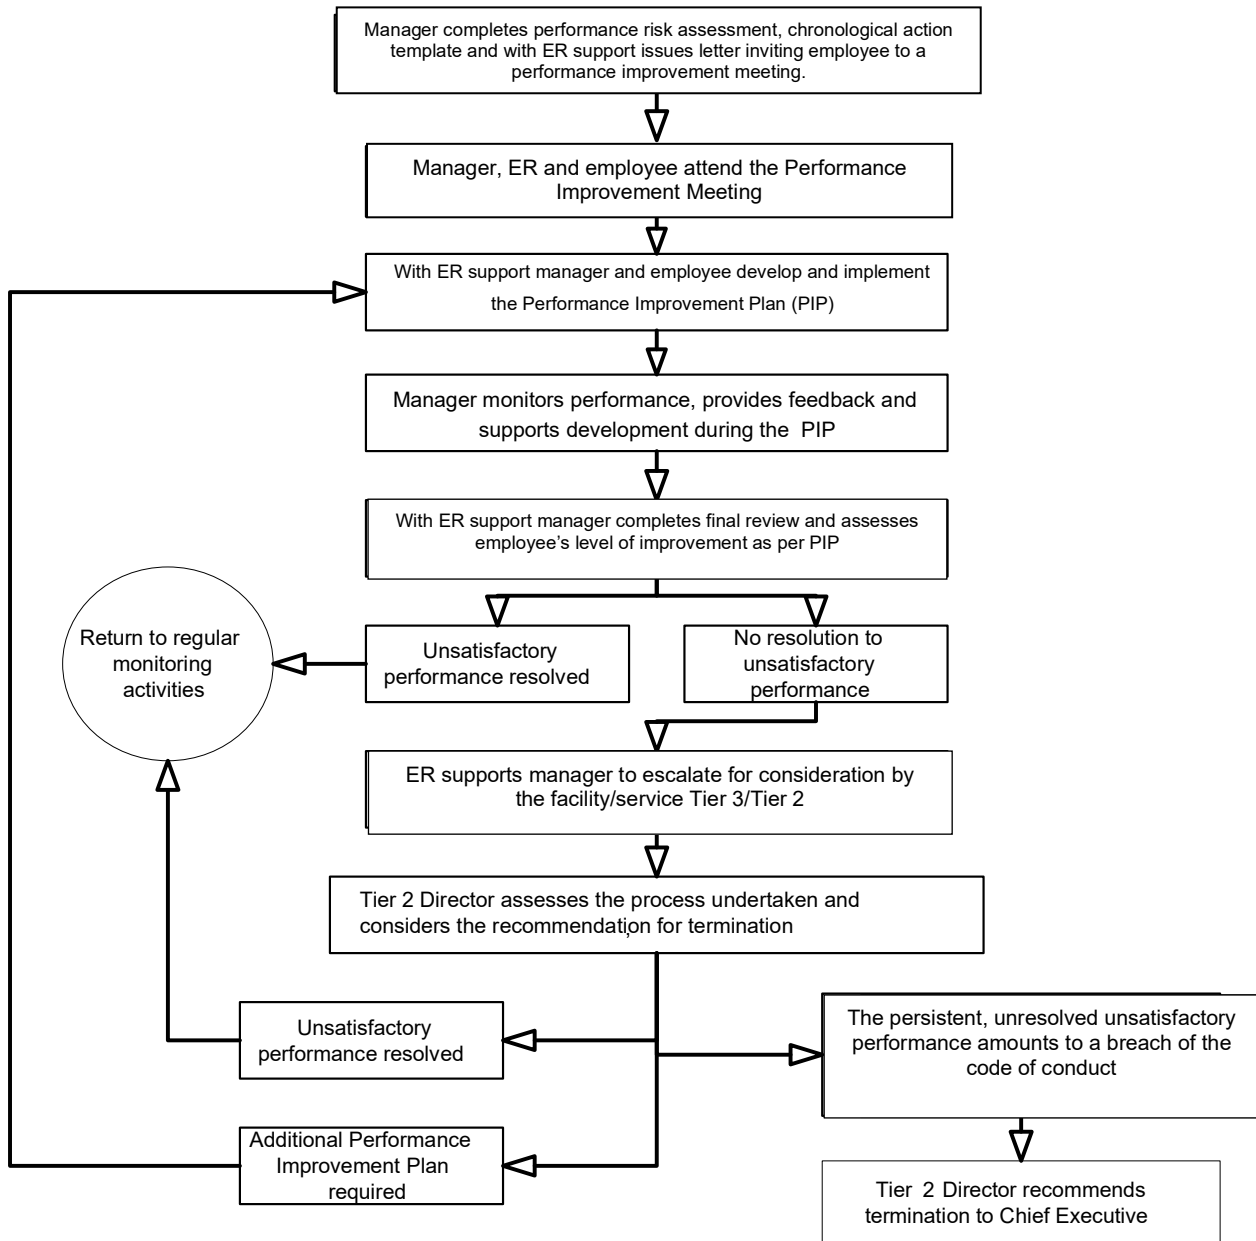 Manager completes performance risk assessment, chronological action
template and with ER support issues letter inviting employee to a
performance improvement meeting.
Manager, ER and employee attend the Performance
Improvement Meeting
With ER support manager and employee develop and implement
the Performance Improvement Plan (PIP)
Manager monitors performance, provides feedback and
supports development during the PIP
With ER support manager completes final review and assesses
employee’s level of improvement as per PIP
Return to regular
monitoring
activities
Unsatisfactory
performance resolved
No resolution to
unsatisfactory
performance
ER supports manager to escalate for consideration by
the facility/service Tier 3/Tier 2
Tier 2 Director assesses the process undertaken and
considers the recommendation for termination
Unsatisfactory
performance resolved
The persistent, unresolved unsatisfactory
performance amounts to a breach of the
code of conduct
Additional Performance
Improvement Plan
required
Tier 2 Director recommends
termination to Chief Executive